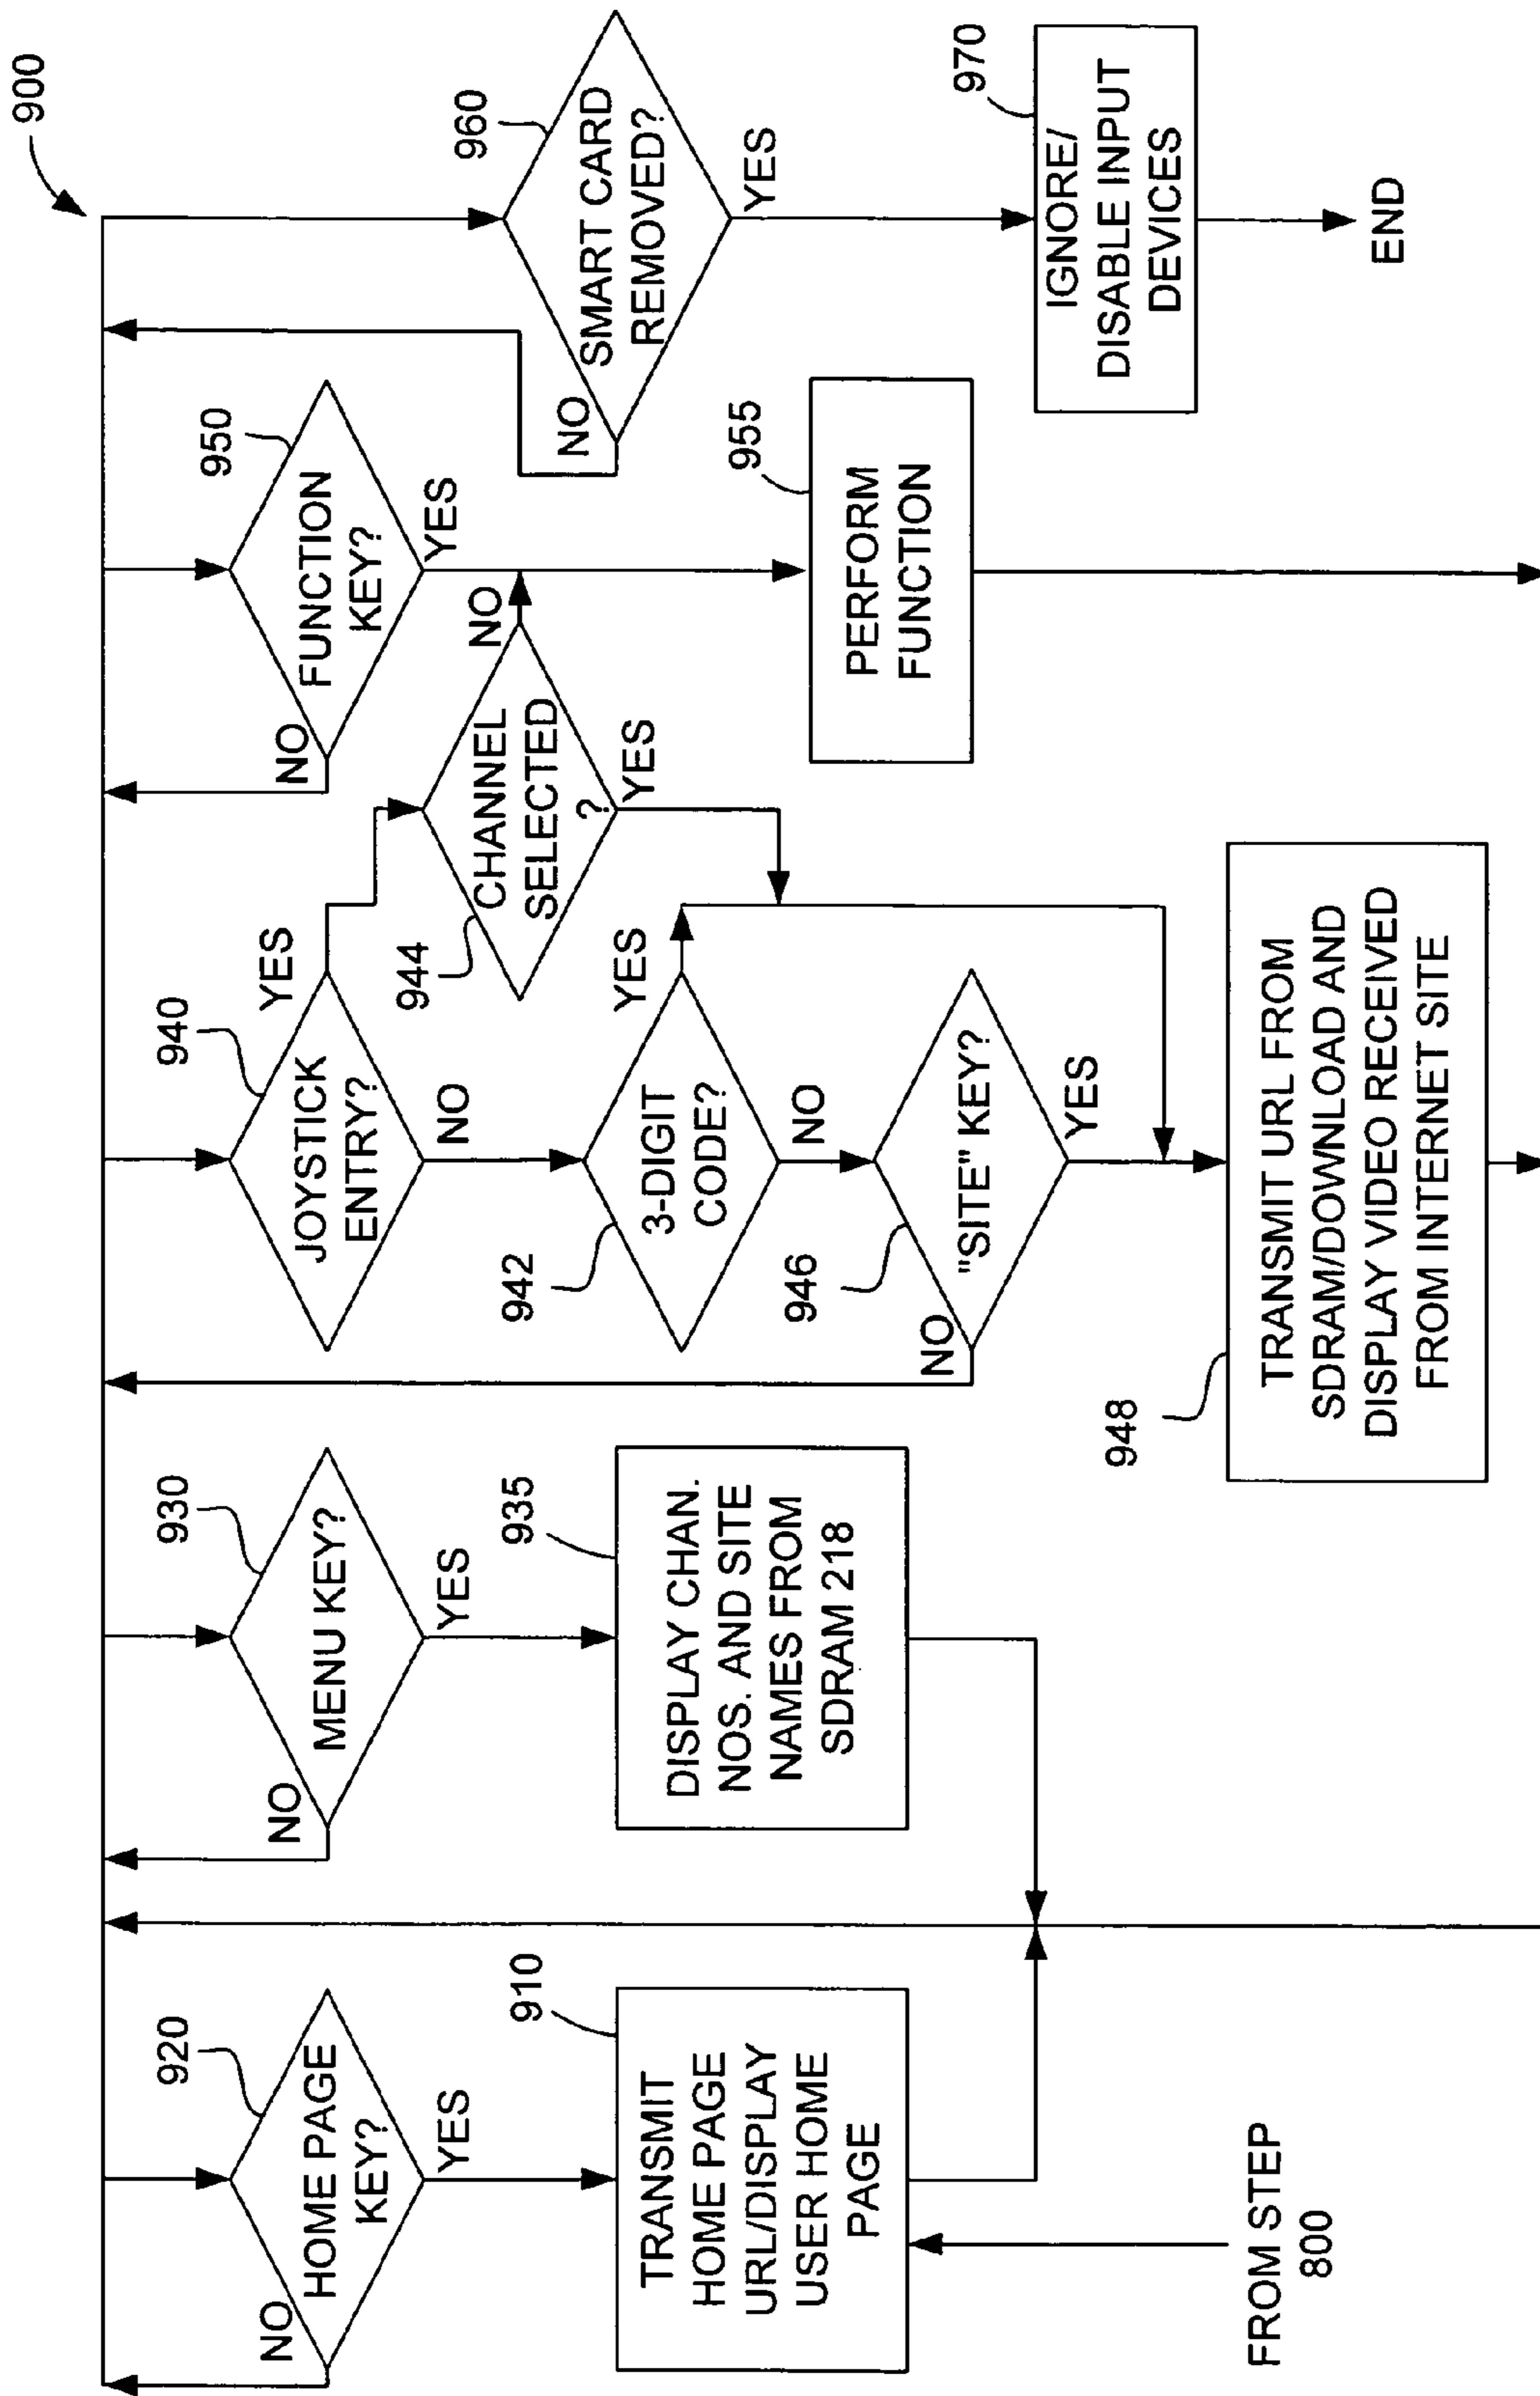 900
920
HOME PAGE
KEY?
NO
YES
910
TRANSMIT
HOME PAGE
URL/DISPLAY
USER HOME
PAGE
FROM STEP
800
930
MENU KEY?
NO
YES
935
DISPLAY CHAN.
NOS. AND SITE
NAMES FROM
SDRAM 218
940
JOYSTICK
ENTRY?
YES
NO
942
3-DIGIT
CODE?
YES
NO
944
CHANNEL
SELECTED
?
NO
YES
946
"SITE" KEY?
NO
YES
948
TRANSMIT URL FROM
SDRAM/DOWNLOAD AND
DISPLAY VIDEO RECEIVED
FROM INTERNET SITE
950
FUNCTION
KEY?
NO
YES
955
PERFORM
FUNCTION
960
SMART CARD
REMOVED?
NO
YES
970
IGNORE/
DISABLE INPUT
DEVICES
END